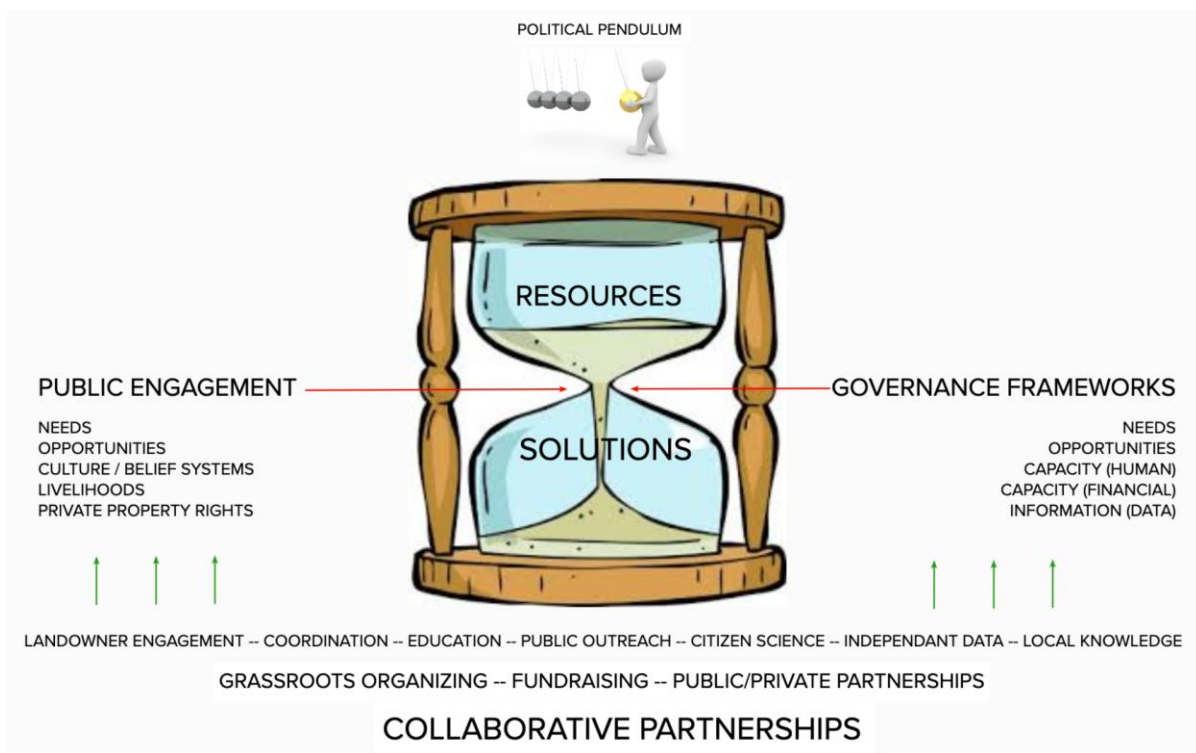 POLITICAL PENDULUM
RESOURCES
PUBLIC ENGAGEMENT
GOVERNANCE FRAMEWORKS
NEEDS
OPPORTUNITIES
CULTURE / BELIEF SYSTEMS
LIVELIHOODS
PRIVATE PROPERTY RIGHTS
SOLUTIONS
NEEDS
OPPORTUNITIES
CAPACITY (HUMAN)
CAPACITY (FINANCIAL)
INFORMATION (DATA)
LANDOWNER ENGAGEMENT -- COORDINATION -- EDUCATION -- PUBLIC OUTREACH -- CITIZEN SCIENCE -- INDEPENDANT DATA -- LOCAL KNOWLEDGE
GRASSROOTS ORGANIZING -- FUNDRAISING -- PUBLIC/PRIVATE PARTNERSHIPS
COLLABORATIVE PARTNERSHIPS